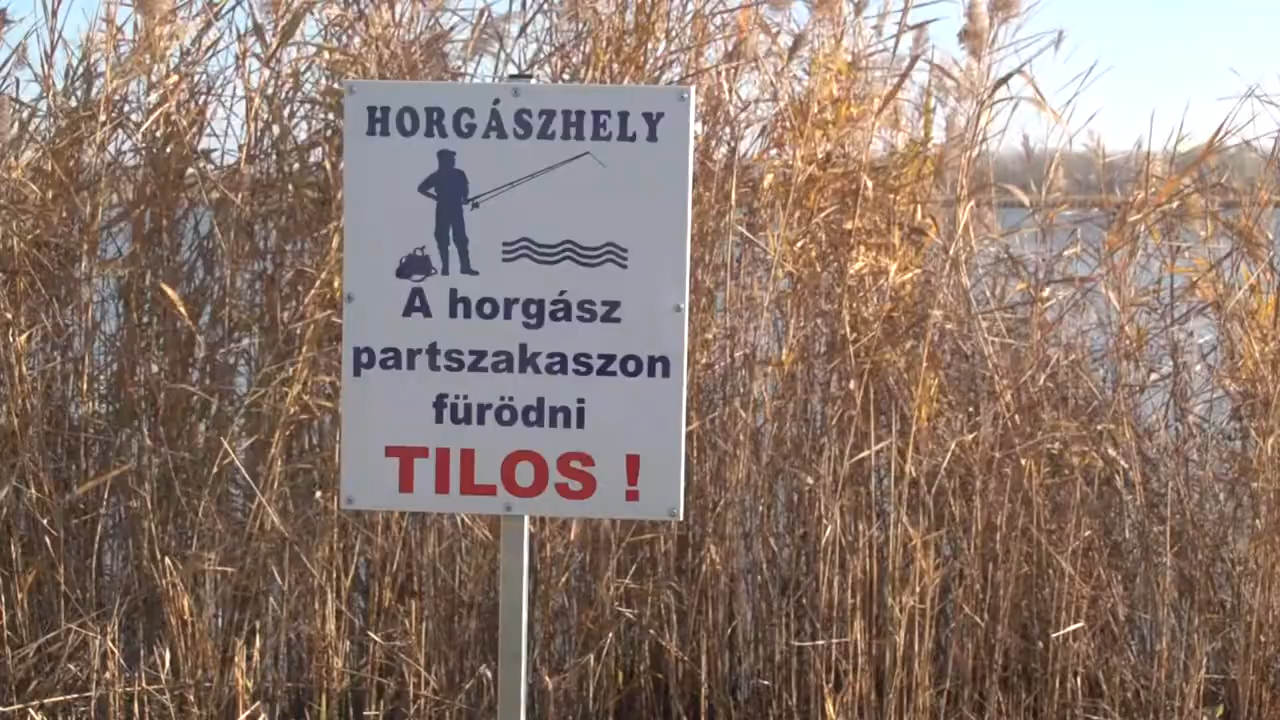 HORGÁSZHELY
A horgász
partszakaszon
fürödni
TILOS !